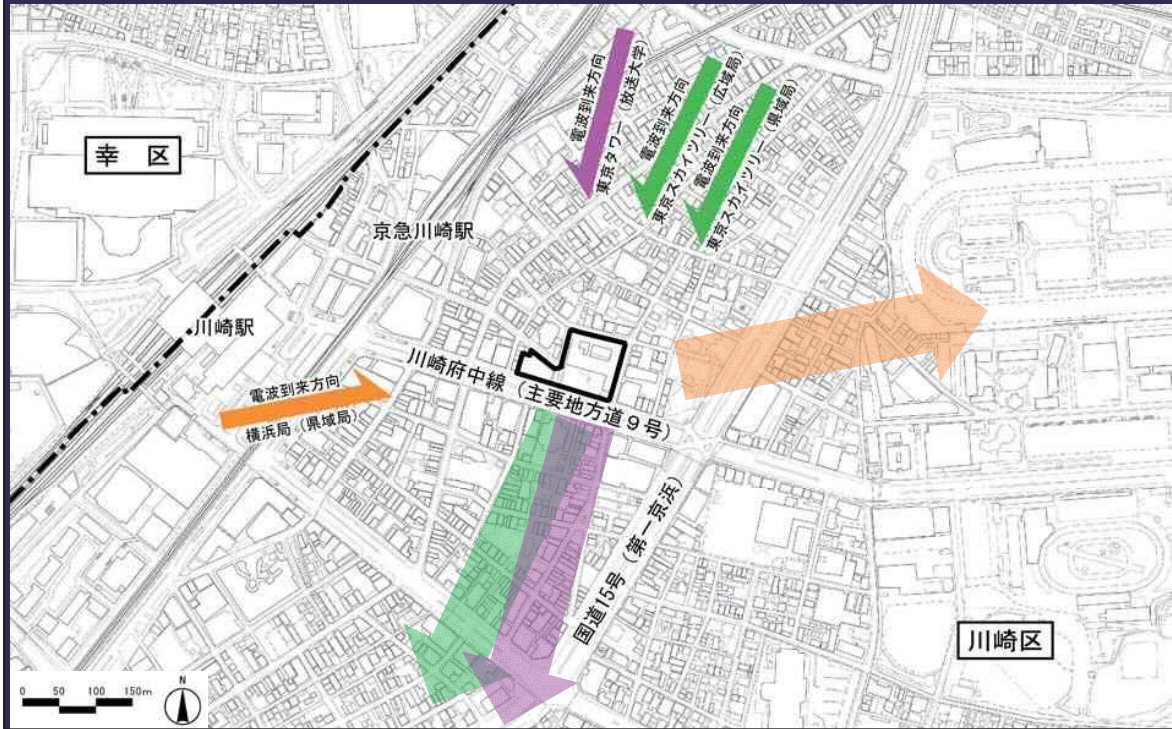 電波到来方向
東京タワー（放送大学）
電波到来方向
東京スカイツリー（広域局）
電波到来方向
東京スカイツリー（県域局）
幸 区
京急川崎駅
川崎駅
川崎府中線（主要地方道９号）
電波到来方向
横浜局（県域局）
国道15号（第一京浜）
川崎区
0 50 100 150m
N